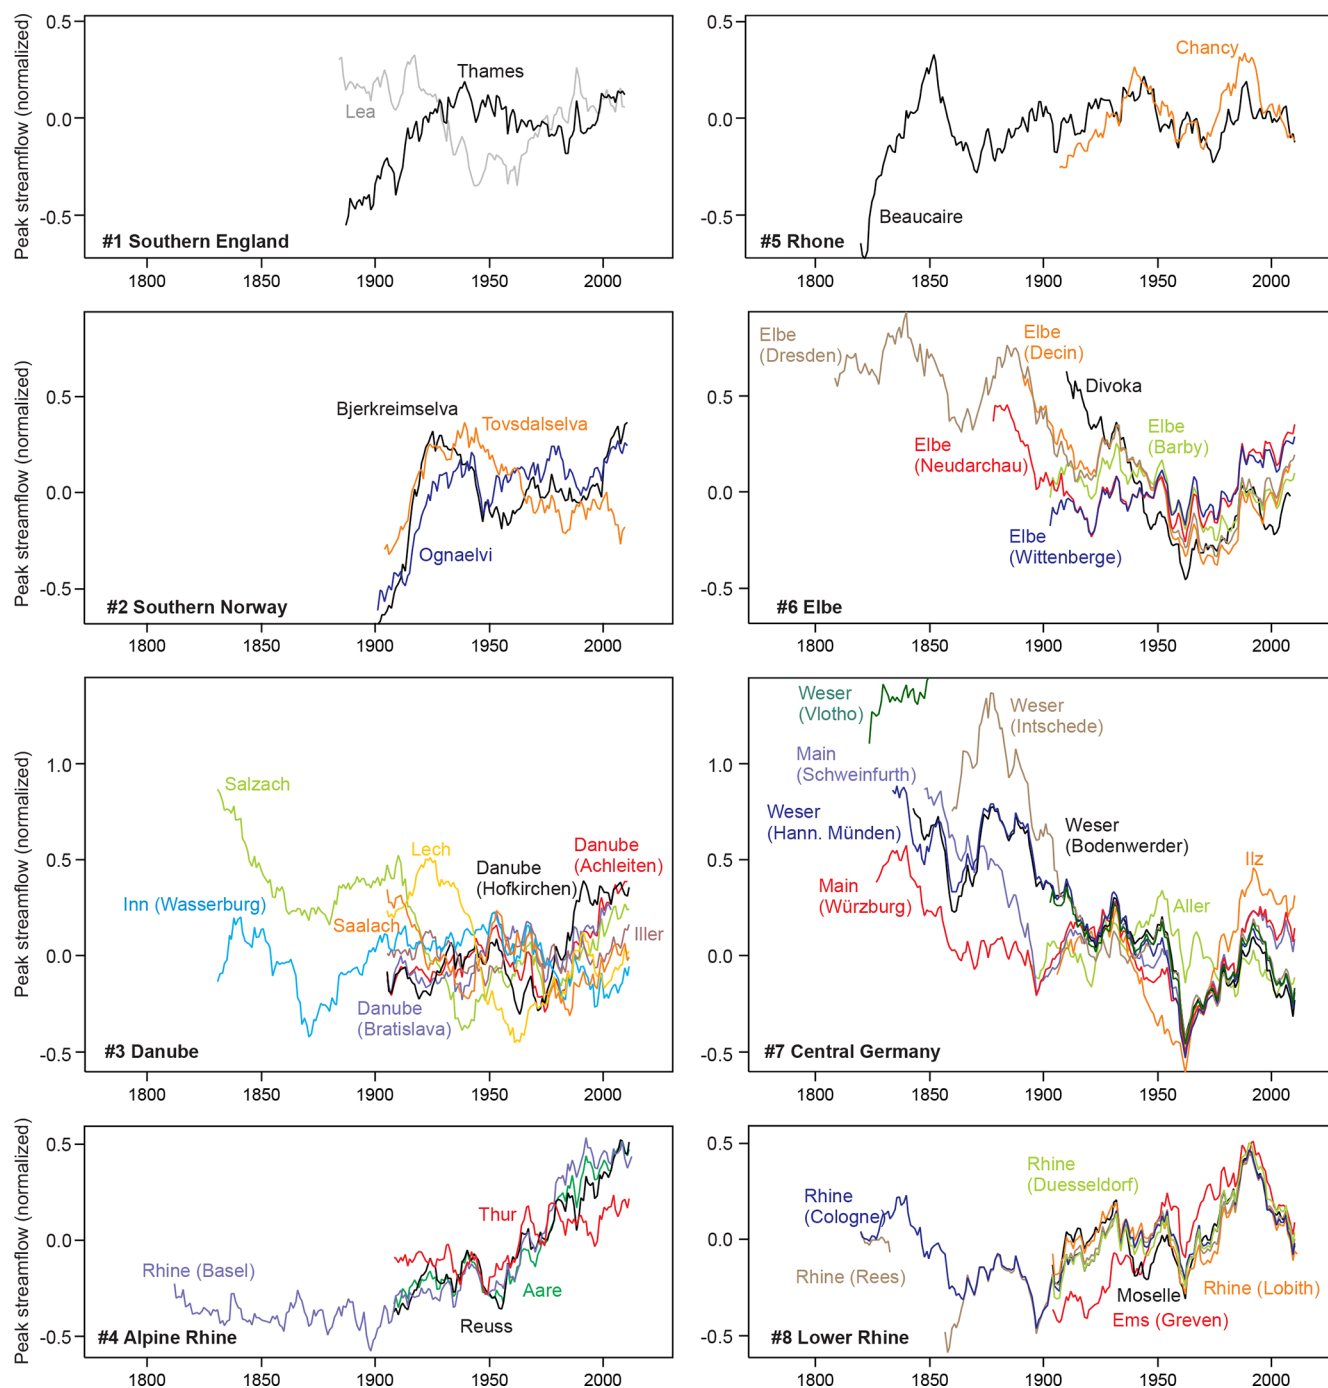 Peak streamflow (normalized)
0.5
0.0
-0.5
Lea
Thames
#1 Southern England
1800
1850
1900
1950
2000
0.5
0.0
-0.5
Chancy
Beaucaire
#5 Rhone
1800
1850
1900
1950
2000
Peak streamflow (normalized)
0.5
0.0
-0.5
Bjerkreimselva
Tovsdalselva
Ognaelvi
#2 Southern Norway
1800
1850
1900
1950
2000
0.5
0.0
-0.5
Elbe
(Dresden)
Elbe
(Decin)
Divoka
Elbe
(Barby)
Elbe
(Neudarchau)
Elbe
(Wittenberge)
#6 Elbe
1800
1850
1900
1950
2000
Peak streamflow (normalized)
1.0
0.5
0.0
-0.5
Salzach
Lech
Danube
(Achleiten)
Danube
(Hofkirchen)
Inn (Wasserburg)
Saalach
Iller
Danube
(Bratislava)
#3 Danube
1800
1850
1900
1950
2000
1.0
0.5
0.0
-0.5
Weser
(Vlotho)
Weser
(Intschede)
Main
(Schweinfurth)
Weser
(Hann. Münden)
Weser
(Bodenwerder)
Ilz
Main
(Würzburg)
Aller
#7 Central Germany
1800
1850
1900
1950
2000
Peak streamflow (normalized)
0.5
0.0
-0.5
Thur
Rhine (Basel)
Aare
Reuss
#4 Alpine Rhine
1800
1850
1900
1950
2000
0.5
0.0
-0.5
Rhine
(Duesseldorf)
Rhine
(Cologne)
Rhine (Rees)
Moselle
Rhine (Lobith)
Ems (Greven)
#8 Lower Rhine
1800
1850
1900
1950
2000